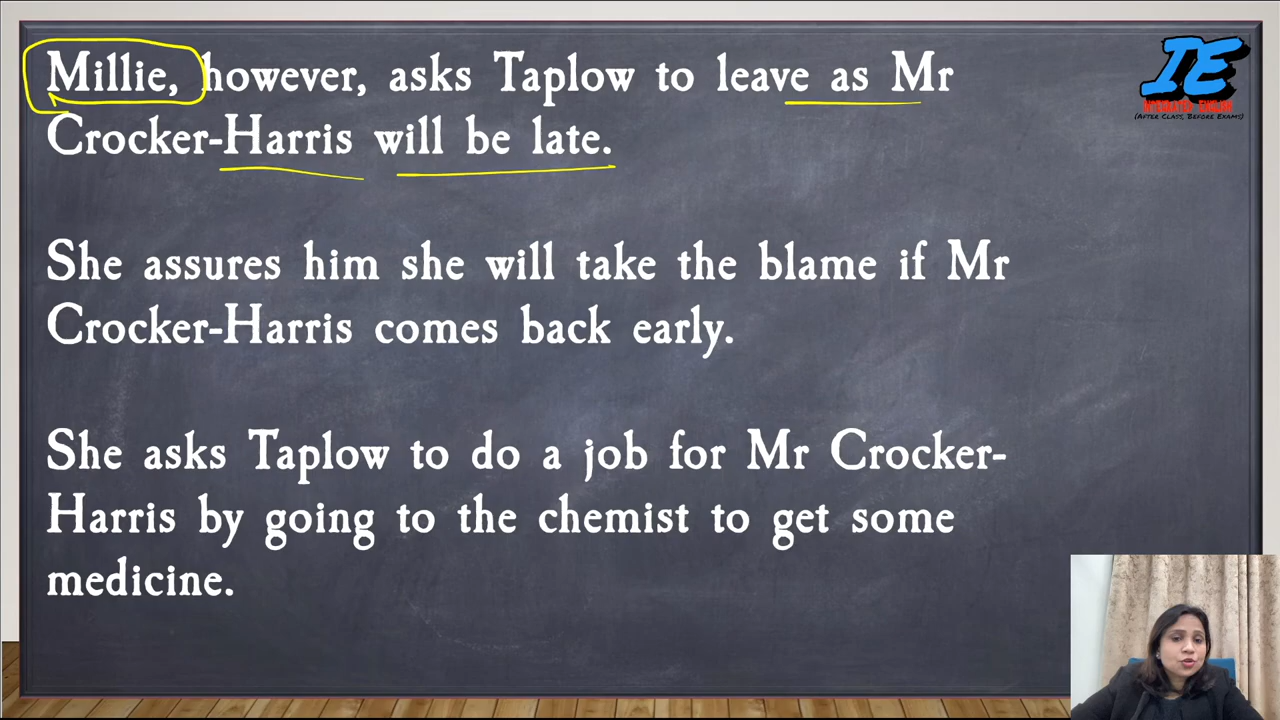 Millie, however, asks Taplow to leave as Mr
Crocker-Harris will be late.
She assures him she will take the blame if Mr
Crocker-Harris comes back early.
She asks Taplow to do a job for Mr Crocker-
Harris by going to the chemist to get some
medicine.
IE
INTEGRATED ENGLISH
(AFTER CLASS, BEFORE EXAMS)